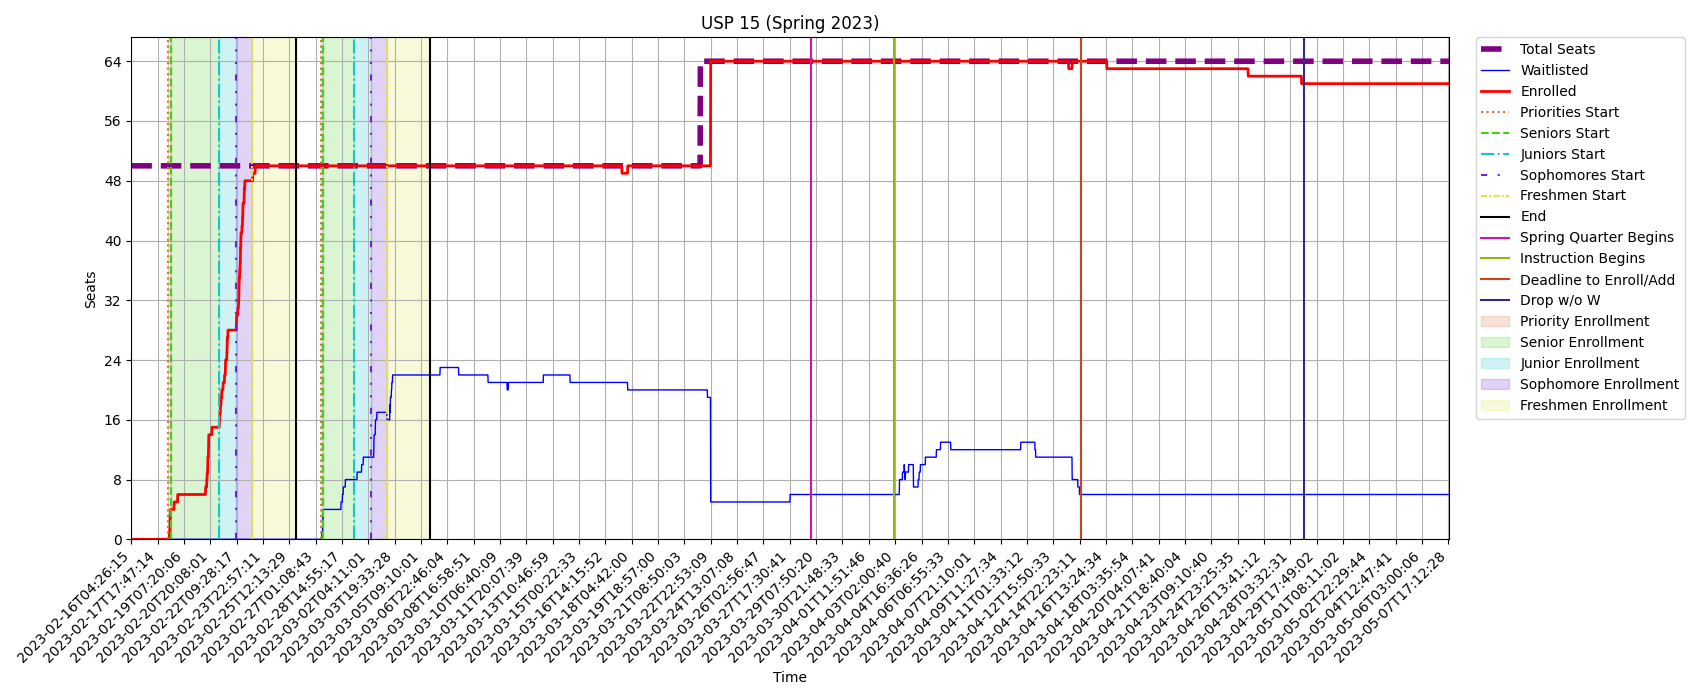 USP 15 (Spring 2023)
Seats
64
56
48
40
32
24
16
8
0
2023-02-16T04:26:15
2023-02-17T17:47:14
2023-02-19T07:20:06
2023-02-20T20:08:01
2023-02-22T09:28:17
2023-02-23T22:57:11
2023-02-25T12:13:29
2023-02-27T01:08:43
2023-02-28T14:55:17
2023-03-02T04:11:01
2023-03-03T19:33:28
2023-03-05T09:10:01
2023-03-06T22:46:04
2023-03-08T16:58:51
2023-03-10T06:40:09
2023-03-11T20:07:39
2023-03-13T10:46:59
2023-03-15T00:22:33
2023-03-16T14:15:52
2023-03-18T04:42:00
2023-03-19T18:57:00
2023-03-21T08:50:03
2023-03-22T22:53:09
2023-03-24T13:07:08
2023-03-26T02:56:47
2023-03-27T17:30:41
2023-03-29T07:50:20
2023-03-30T21:48:33
2023-04-01T11:51:46
2023-04-03T02:00:40
2023-04-04T16:36:26
2023-04-06T06:55:33
2023-04-07T21:10:01
2023-04-09T11:27:34
2023-04-11T01:33:12
2023-04-12T15:50:33
2023-04-14T22:23:11
2023-04-16T13:24:34
2023-04-18T03:35:54
2023-04-20T04:07:41
2023-04-21T18:40:04
2023-04-23T09:10:40
2023-04-24T23:25:35
2023-04-26T13:41:12
2023-04-28T03:32:31
2023-04-29T17:49:02
2023-05-01T08:11:02
2023-05-02T22:29:44
2023-05-04T12:47:41
2023-05-06T03:00:06
2023-05-07T17:12:28
Time
Total Seats
Waitlisted
Enrolled
Priorities Start
Seniors Start
Juniors Start
Sophomores Start
Freshmen Start
End
Spring Quarter Begins
Instruction Begins
Deadline to Enroll/Add
Drop w/o W
Priority Enrollment
Senior Enrollment
Junior Enrollment
Sophomore Enrollment
Freshmen Enrollment